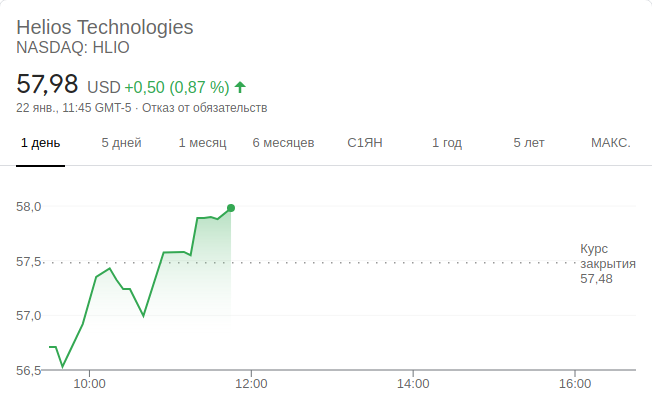 Helios Technologies
NASDAQ: HLIO
57,98 USD +0,50 (0,87 %)
22 янв., 11:45 GMT-5 · Отказ от обязательств
1 день 5 дней 1 месяц 6 месяцев С1ЯН 1 год 5 лет МАКС.
58,0
57,5
57,0
56,5
Курс
закрытия
57,48
10:00 12:00 14:00 16:00